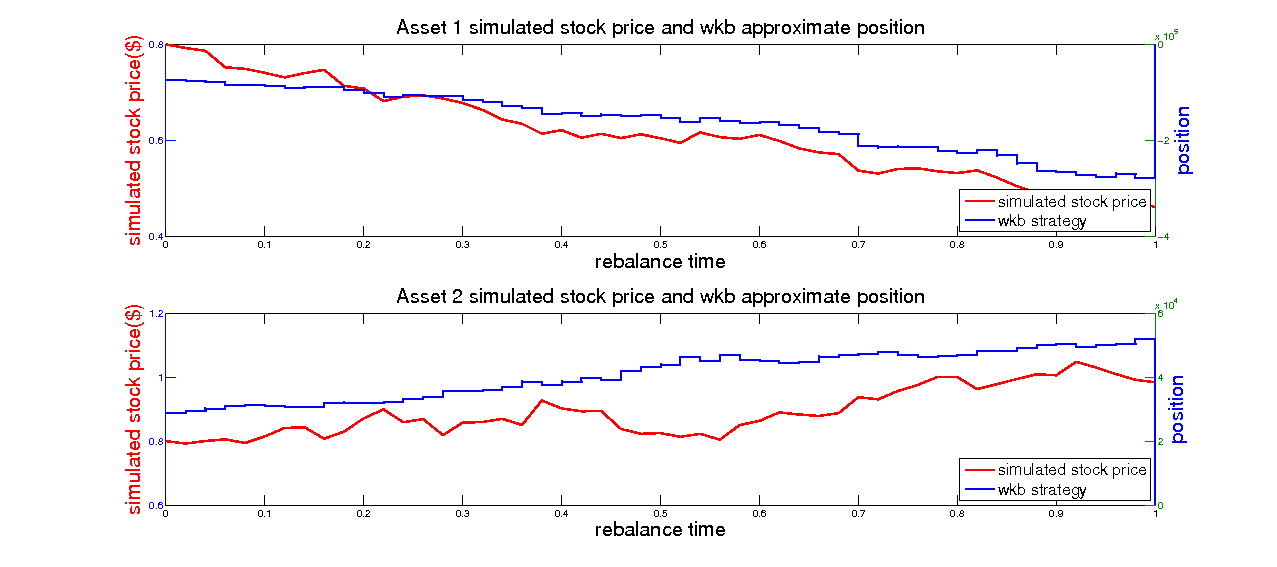 Asset 1 simulated stock price and wkb approximate position
x 10^5
simulated stock price($)
0.8
0.6
0.4
0
−2
−4
position
simulated stock price
wkb strategy
0 0.1 0.2 0.3 0.4 0.5 0.6 0.7 0.8 0.9 1
rebalance time
Asset 2 simulated stock price and wkb approximate position
x 10^4
simulated stock price($)
1.2
1
0.8
0.6
6
4
2
0
position
simulated stock price
wkb strategy
0 0.1 0.2 0.3 0.4 0.5 0.6 0.7 0.8 0.9 1
rebalance time